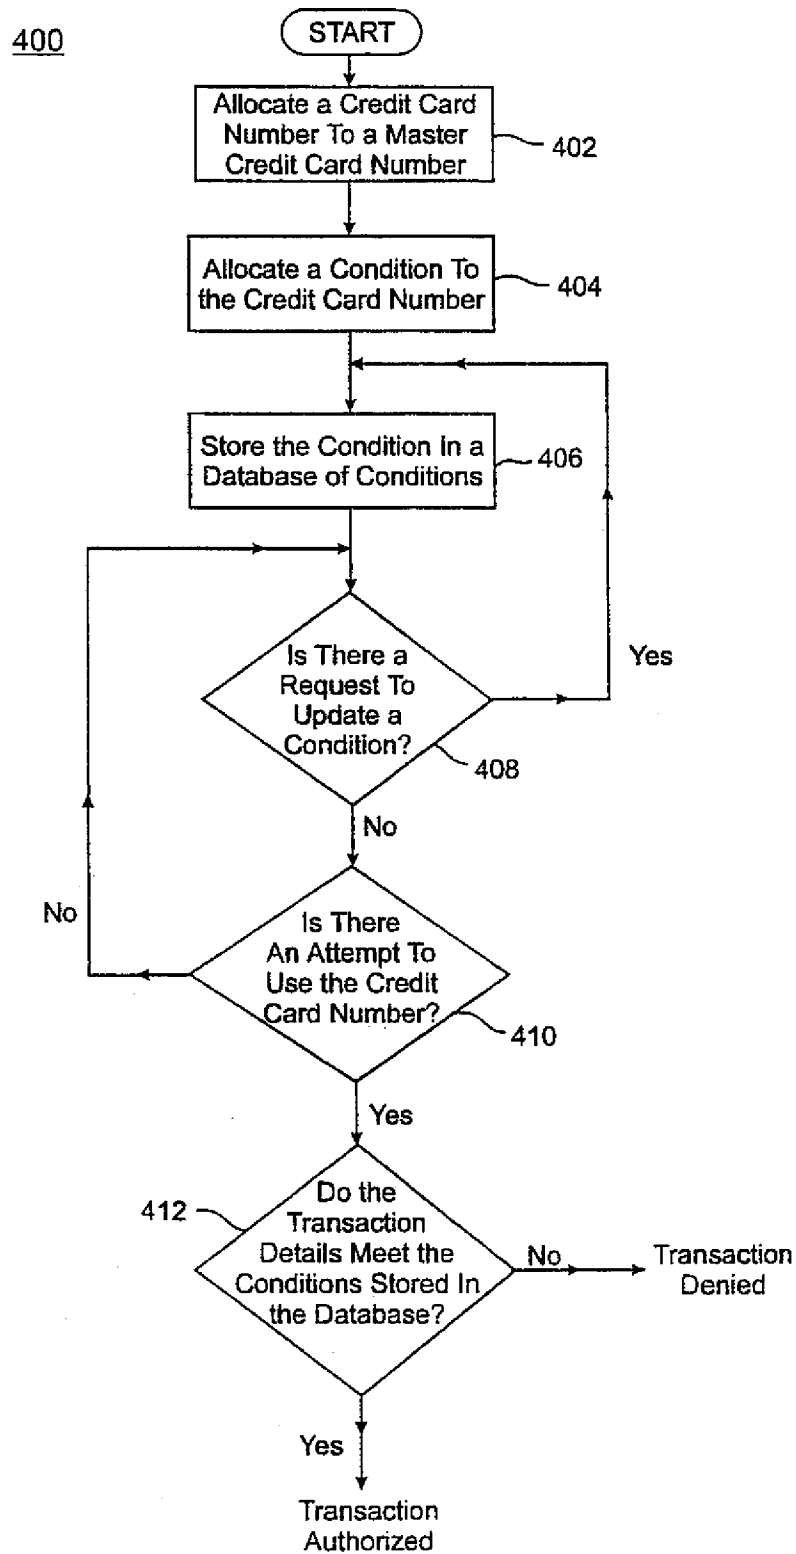 400
START
Allocate a Credit Card
Number To a Master
Credit Card Number
402
Allocate a Condition To
the Credit Card Number
404
Store the Condition In a
Database of Conditions
406
Is There a
Request To
Update a
Condition?
408
Yes
No
Is There
An Attempt To
Use the Credit
Card Number?
410
No
Yes
412
Do the
Transaction
Details Meet the
Conditions Stored In
the Database?
No
Transaction
Denied
Yes
Transaction
Authorized